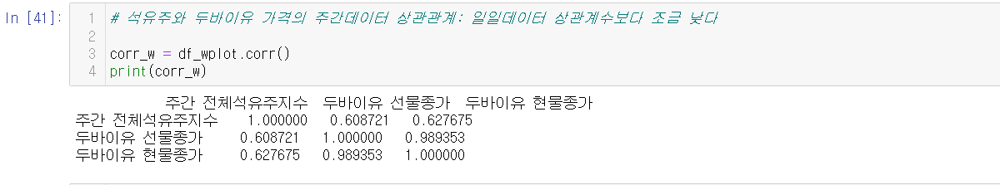 In [41]:
1 # 석유주와 두바이유 가격의 주간데이터 상관관계: 일일데이터 상관계수보다 조금 낮다
2
3 corr_w = df_wplot.corr()
4 print(corr_w)
주간 전체석유주지수 두바이유 선물종가 두바이유 현물종가
주간 전체석유주지수 1.000000 0.608721 0.627675
두바이유 선물종가 0.608721 1.000000 0.989353
두바이유 현물종가 0.627675 0.989353 1.000000